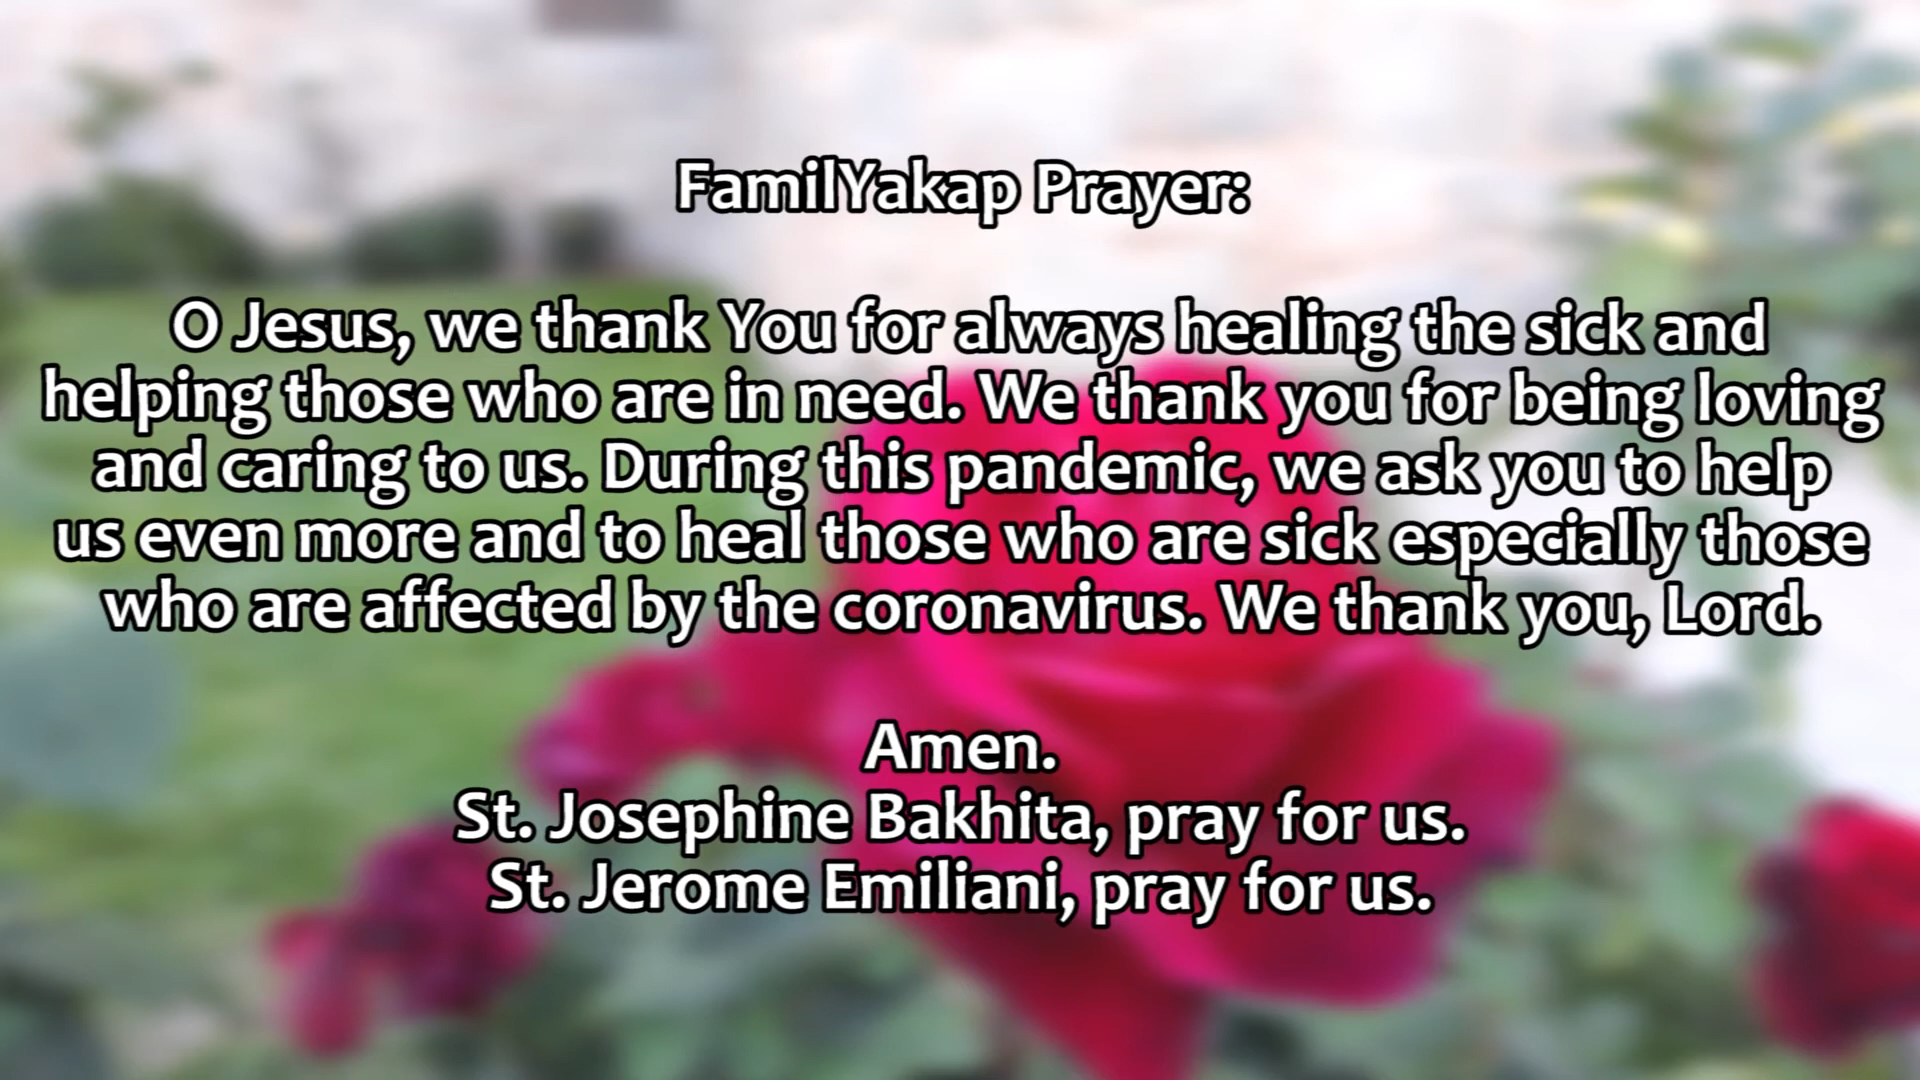 FamilYakap Prayer:
O Jesus, we thank You for always healing the sick and
helping those who are in need. We thank you for being loving
and caring to us. During this pandemic, we ask you to help
us even more and to heal those who are sick especially those
who are affected by the coronavirus. We thank you, Lord.
Amen.
St. Josephine Bakhita, pray for us.
St. Jerome Emiliani, pray for us.